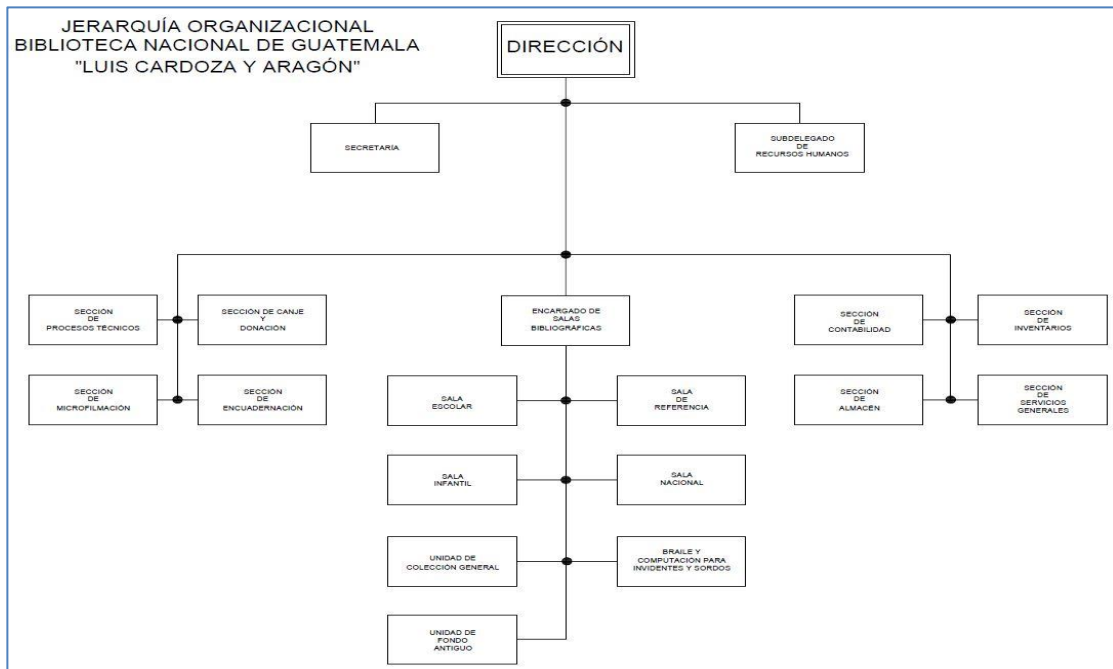 JERARQUÍA ORGANIZACIONAL
BIBLIOTECA NACIONAL DE GUATEMALA
"LUIS CARDOZA Y ARAGÓN"
DIRECCIÓN
SECRETARÍA
SUBDELEGADO
DE
RECURSOS HUMANOS
SECCIÓN
DE
PROCESOS TÉCNICOS
SECCIÓN DE CANJE
Y
DONACIÓN
ENCARGADO DE
SALAS
BIBLIOGRÁFICAS
SECCIÓN
DE
CONTABILIDAD
SECCIÓN
DE
INVENTARIOS
SECCIÓN
DE
MICROFILMACIÓN
SECCIÓN
DE
ENCUADERNACIÓN
SALA
ESCOLAR
SALA
DE
REFERENCIA
SECCIÓN
DE
ALMACÉN
SECCIÓN
DE
SERVICIOS
GENERALES
SALA
INFANTIL
SALA
NACIONAL
UNIDAD DE
COLECCIÓN GENERAL
BRAILE Y
COMPUTACIÓN PARA
INVIDENTES Y SORDOS
UNIDAD DE
FONDO
ANTIGUO